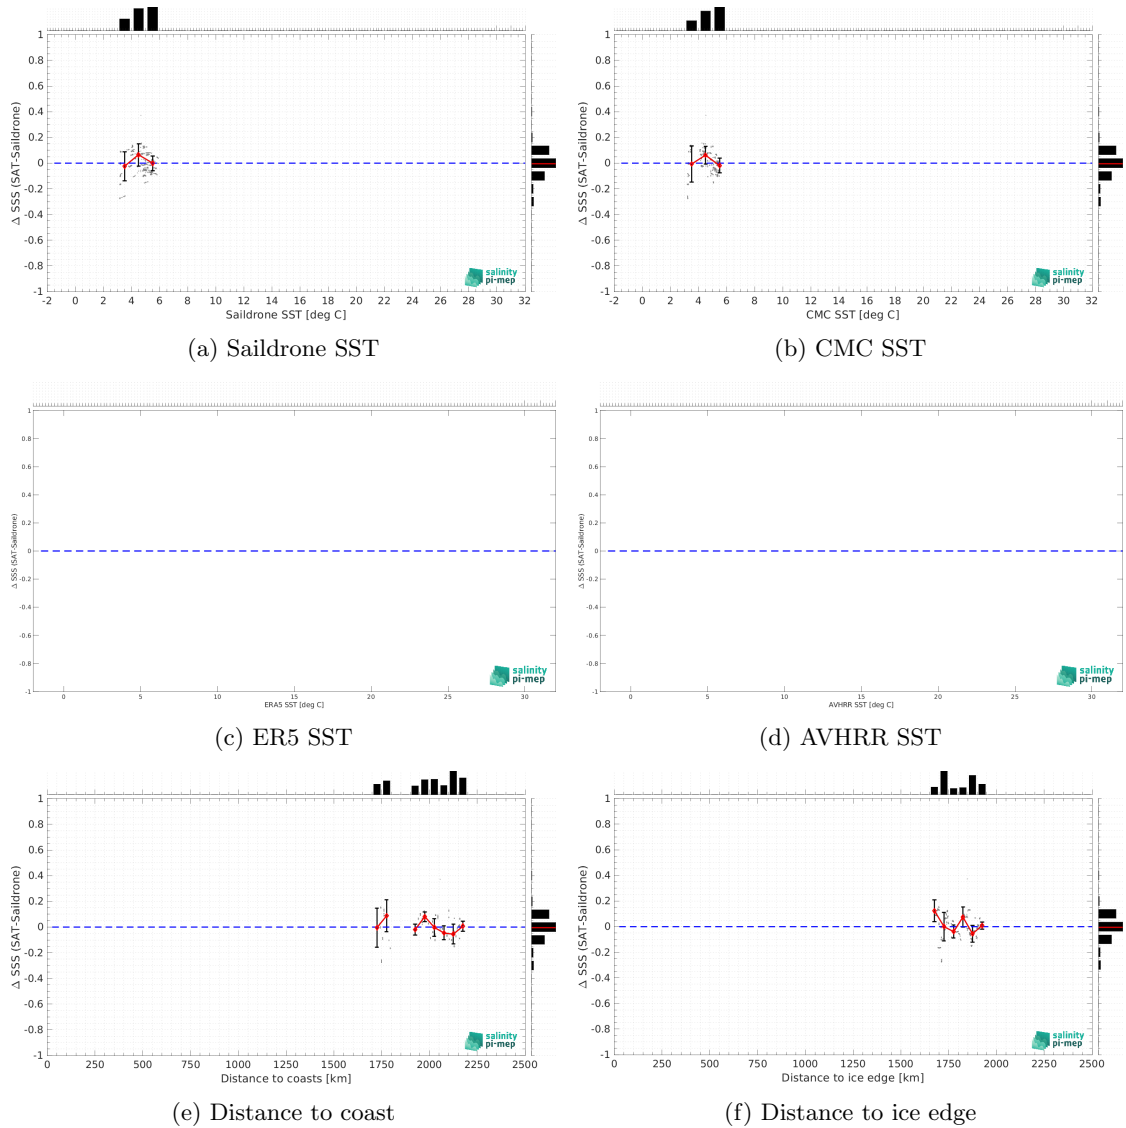 1
0.8
0.6
0.4
0.2
0
-0.2
-0.4
-0.6
-0.8
-1
Δ SSS (SAT-Saildrone)
-2 0 2 4 6 8 10 12 14 16 18 20 22 24 26 28 30 32
Saildrone SST [deg C]
salinity
pi-mep
(a) Saildrone SST
1
0.8
0.6
0.4
0.2
0
-0.2
-0.4
-0.6
-0.8
-1
Δ SSS (SAT-Saildrone)
-2 0 2 4 6 8 10 12 14 16 18 20 22 24 26 28 30 32
CMC SST [deg C]
salinity
pi-mep
(b) CMC SST
1
0.8
0.6
0.4
0.2
0
-0.2
-0.4
-0.6
-0.8
-1
Δ SSS (SAT-Saildrone)
0 5 10 15 20 25 30
ERA5 SST [deg C]
salinity
pi-mep
(c) ER5 SST
1
0.8
0.6
0.4
0.2
0
-0.2
-0.4
-0.6
-0.8
-1
Δ SSS (SAT-Saildrone)
0 5 10 15 20 25 30
AVHRR SST [deg C]
salinity
pi-mep
(d) AVHRR SST
1
0.8
0.6
0.4
0.2
0
-0.2
-0.4
-0.6
-0.8
-1
Δ SSS (SAT-Saildrone)
0 250 500 750 1000 1250 1500 1750 2000 2250 2500
Distance to coasts [km]
salinity
pi-mep
(e) Distance to coast
1
0.8
0.6
0.4
0.2
0
-0.2
-0.4
-0.6
-0.8
-1
Δ SSS (SAT-Saildrone)
0 250 500 750 1000 1250 1500 1750 2000 2250 2500
Distance to ice edge [km]
salinity
pi-mep
(f) Distance to ice edge